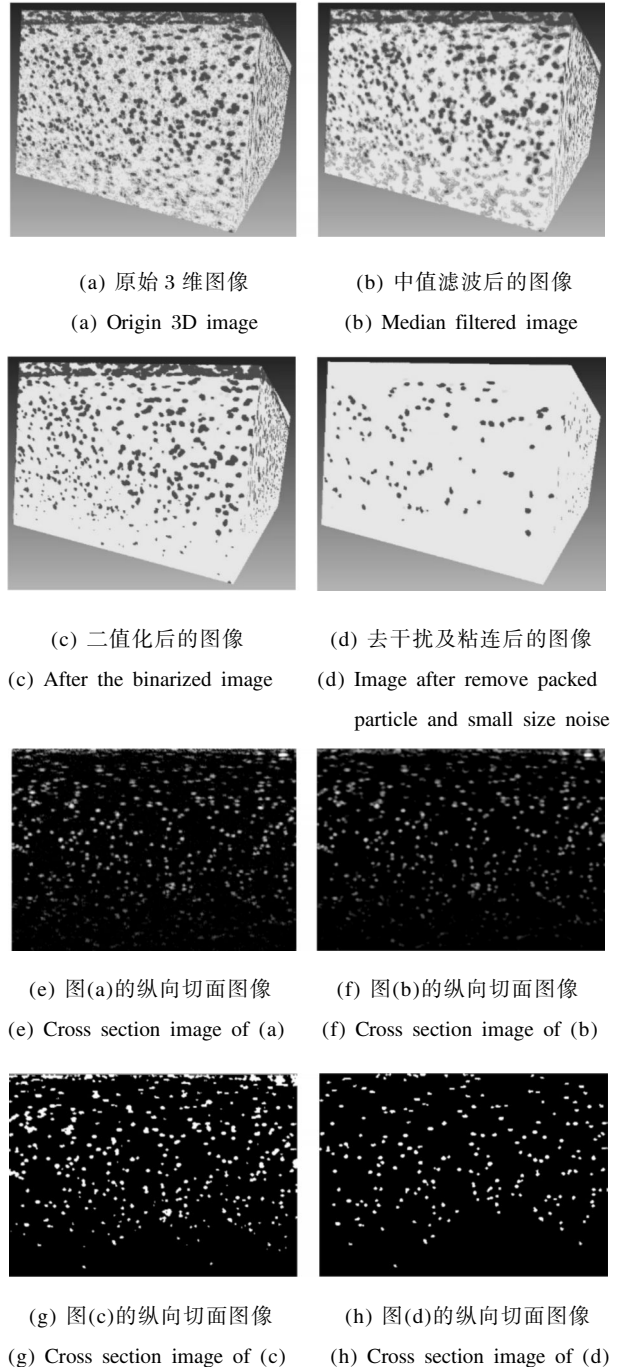 (a) 原始 3 维图像
(a) Origin 3D image
(b) 中值滤波后的图像
(b) Median filtered image
(c) 二值化后的图像
(c) After the binarized image
(d) 去干扰及粘连后的图像
(d) Image after remove packed
particle and small size noise
(e) 图(a)的纵向切面图像
(e) Cross section image of (a)
(f) 图(b)的纵向切面图像
(f) Cross section image of (b)
(g) 图(c)的纵向切面图像
(g) Cross section image of (c)
(h) 图(d)的纵向切面图像
(h) Cross section image of (d)